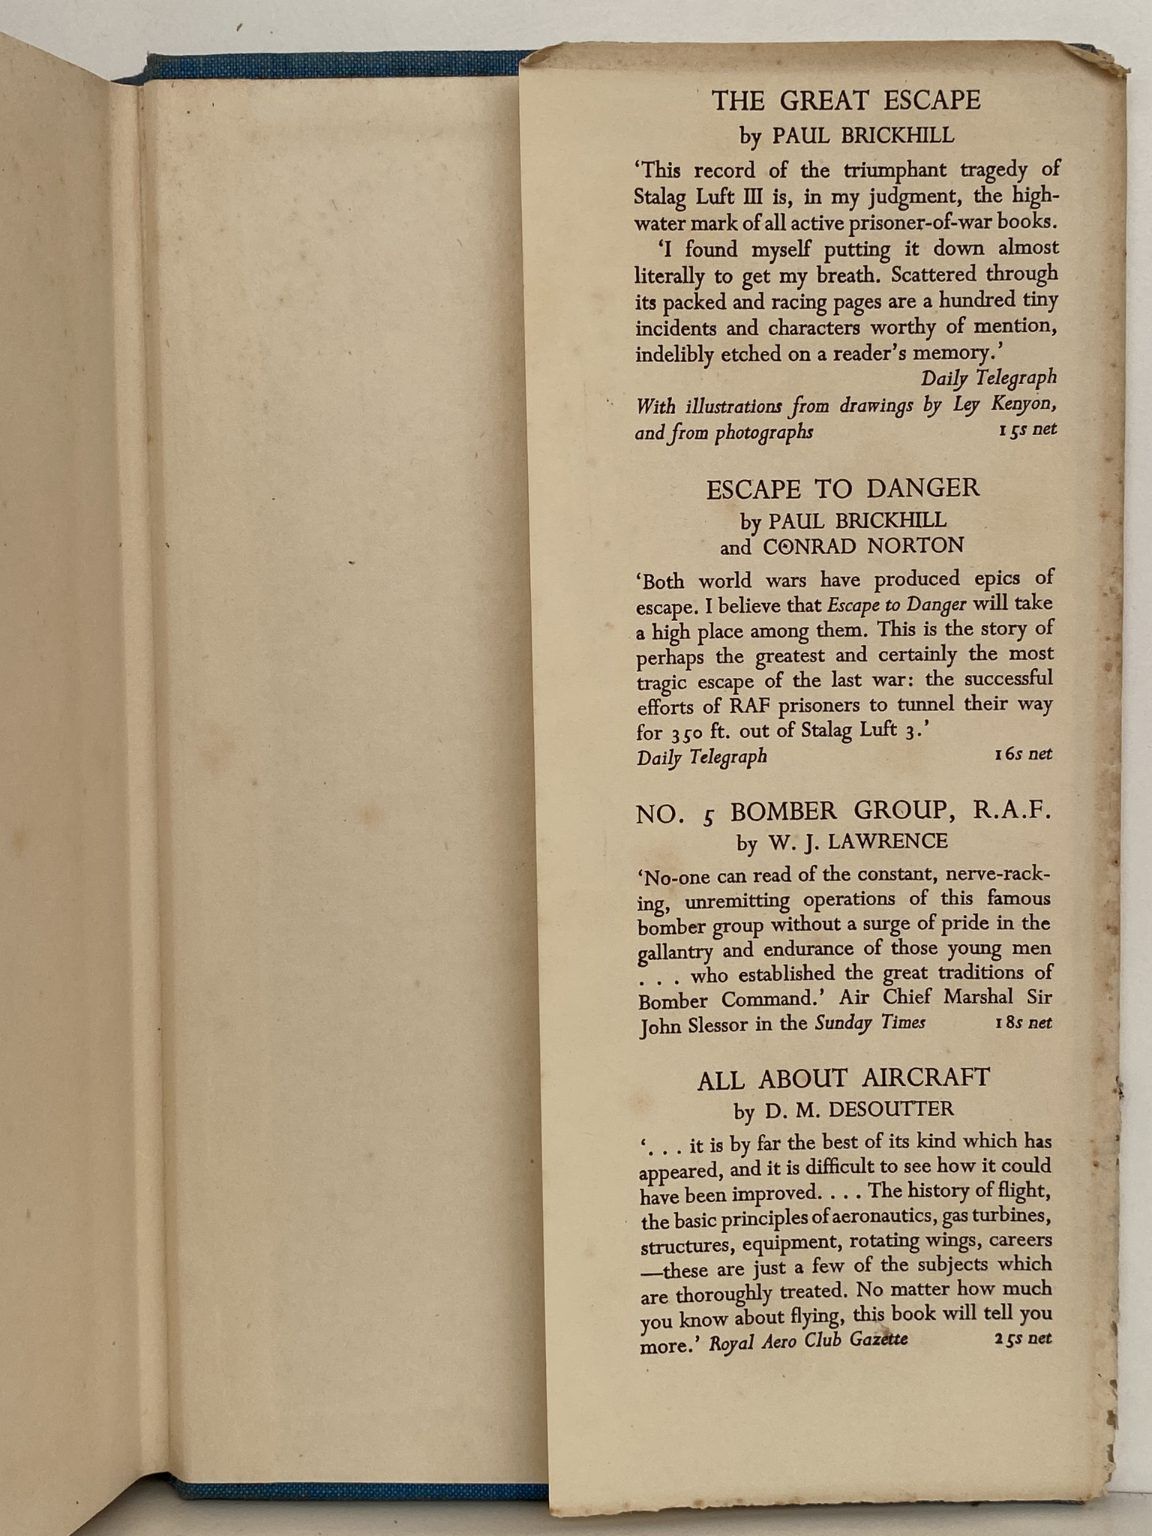 THE GREAT ESCAPE
by PAUL BRICKHILL
‘This record of the triumphant tragedy of
Stalag Luft III is, in my judgment, the high-
water mark of all active prisoner-of-war books.
‘I found myself putting it down almost
literally to get my breath. Scattered through
its packed and racing pages are a hundred tiny
incidents and characters worthy of mention,
indelibly etched on a reader’s memory.’
Daily Telegraph
With illustrations from drawings by Ley Kenyon,
and from photographs 15s net
ESCAPE TO DANGER
by PAUL BRICKHILL
and CONRAD NORTON
‘Both world wars have produced epics of
escape. I believe that Escape to Danger will take
a high place among them. This is the story of
perhaps the greatest and certainly the most
tragic escape of the last war: the successful
efforts of RAF prisoners to tunnel their way
for 350 ft. out of Stalag Luft 3.’
Daily Telegraph 16s net
NO. 5 BOMBER GROUP, R.A.F.
by W. J. LAWRENCE
‘No-one can read of the constant, nerve-rack-
ing, unremitting operations of this famous
bomber group without a surge of pride in the
gallantry and endurance of those young men
. . . who established the great traditions of
Bomber Command.’ Air Chief Marshal Sir
John Slessor in the Sunday Times 18s net
ALL ABOUT AIRCRAFT
by D. M. DESOUTTER
‘. . . it is by far the best of its kind which has
appeared, and it is difficult to see how it could
have been improved. . . . The history of flight,
the basic principles of aeronautics, gas turbines,
structures, equipment, rotating wings, careers
—these are just a few of the subjects which
are thoroughly treated. No matter how much
you know about flying, this book will tell you
more.’ Royal Aero Club Gazette 25s net